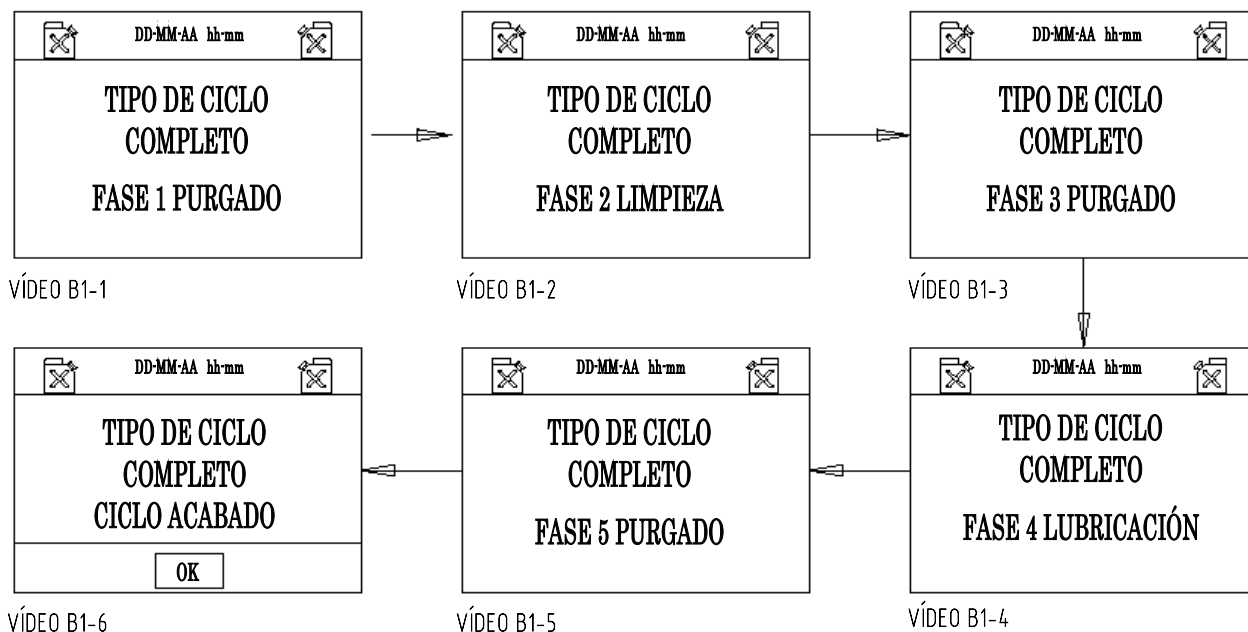 DD-MM-AA hh-mm
TIPO DE CICLO
COMPLETO
FASE 1 PURGADO
VÍDEO B1-1
DD-MM-AA hh-mm
TIPO DE CICLO
COMPLETO
FASE 2 LIMPIEZA
VÍDEO B1-2
DD-MM-AA hh-mm
TIPO DE CICLO
COMPLETO
FASE 3 PURGADO
VÍDEO B1-3
DD-MM-AA hh-mm
TIPO DE CICLO
COMPLETO
FASE 4 LUBRICACIÓN
VÍDEO B1-4
DD-MM-AA hh-mm
TIPO DE CICLO
COMPLETO
FASE 5 PURGADO
VÍDEO B1-5
DD-MM-AA hh-mm
TIPO DE CICLO
COMPLETO
CICLO ACABADO
OK
VÍDEO B1-6